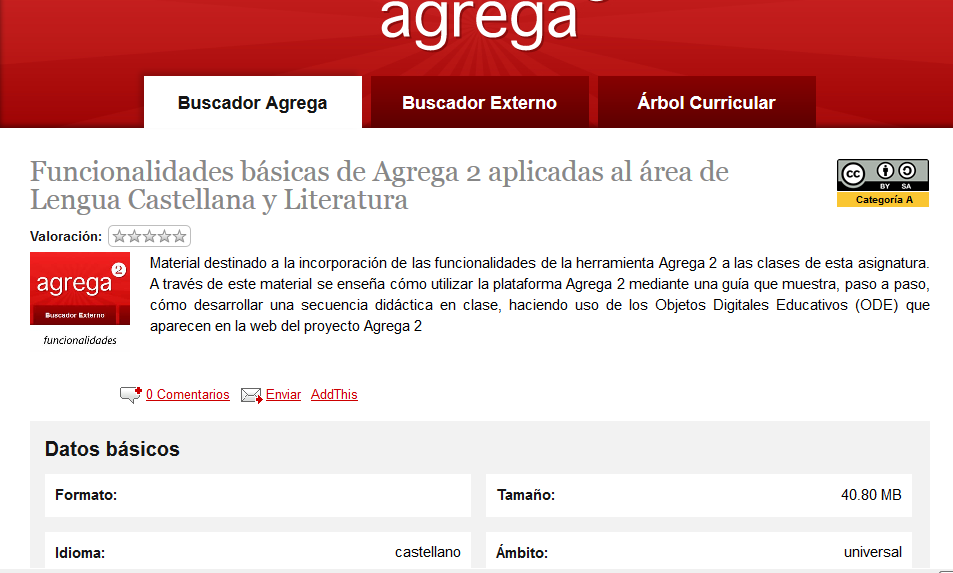 agrega
Buscador Agrega
Buscador Externo
Árbol Curricular
Funcionalidades básicas de Agrega 2 aplicadas al área de
Lengua Castellana y Literatura
cc
BY SA
Categoría A
Valoración:
agrega 2
Buscador Externo
funcionalidades
Material destinado a la incorporación de las funcionalidades de la herramienta Agrega 2 a las clases de esta asignatura.
A través de este material se enseña cómo utilizar la plataforma Agrega 2 mediante una guía que muestra, paso a paso,
cómo desarrollar una secuencia didáctica en clase, haciendo uso de los Objetos Digitales Educativos (ODE) que
aparecen en la web del proyecto Agrega 2
0 Comentarios Enviar AddThis
Datos básicos
Formato:
Tamaño: 40.80 MB
Idioma: castellano
Ámbito: universal